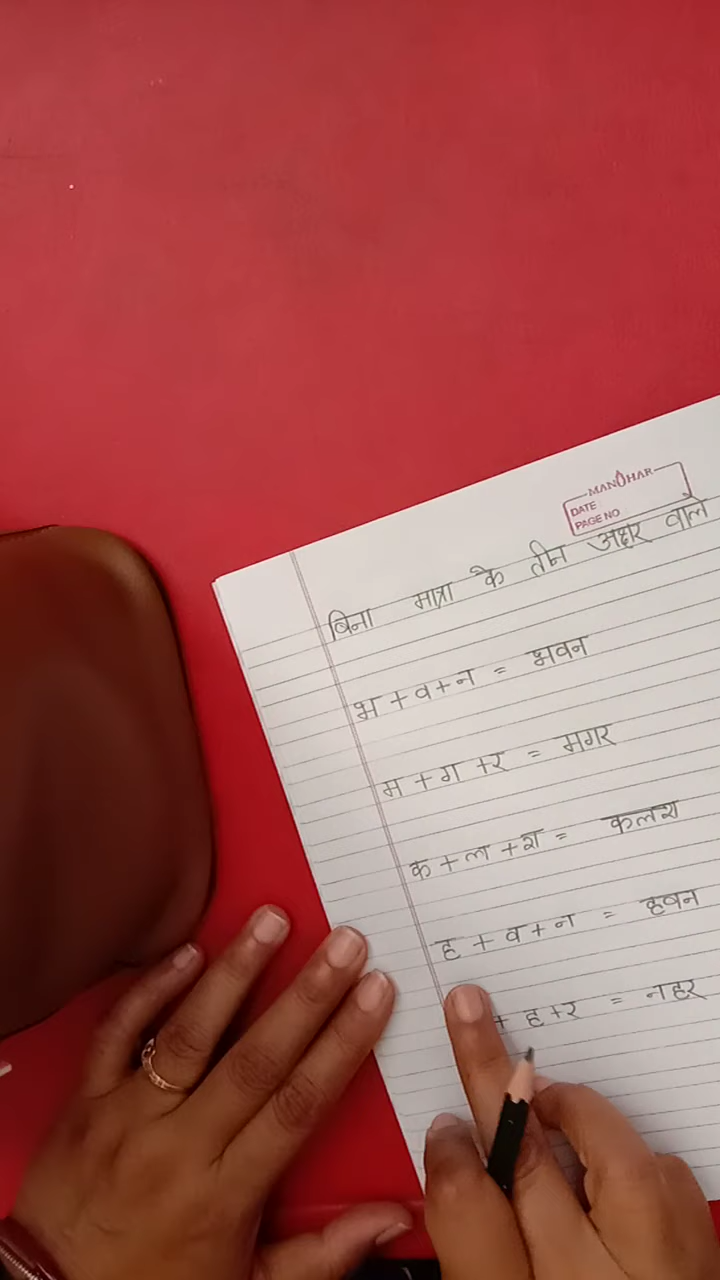 MANOHAR
DATE
PAGE NO
बिना मात्रा के तीन अक्षर वाले
भ + व + न = भवन
म + ग + र = मगर
क + ल + श = कलश
ह + व + न = हवन
+ ह + र = नहर